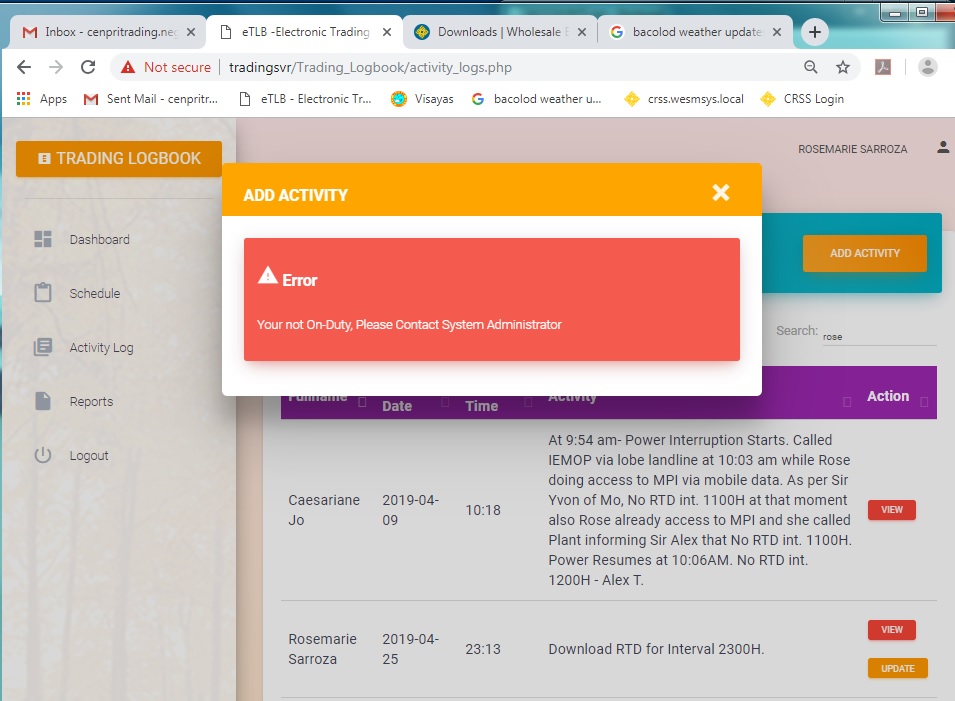 Inbox - cenpritrading.neg
eTLB -Electronic Trading
Downloads | Wholesale E
bacolod weather update
Not secure
tradingsvr/Trading_Logbook/activity_logs.php
Apps
Sent Mail - cenpritr...
eTLB - Electronic Tr...
Visayas
bacolod weather u...
crss.wesmsys.local
CRSS Login
TRADING LOGBOOK
ROSEMARIE SARROZA
ADD ACTIVITY
Dashboard
Schedule
Activity Log
Reports
Logout
ADD ACTIVITY
Error
Your not On-Duty, Please Contact System Administrator
Search: rose
Fullname
Date
Time
Activity
Action
Caesariane
Jo
2019-04-
09
10:18
At 9:54 am- Power Interruption Starts. Called
IEMOP via lobe landline at 10:03 am while Rose
doing access to MPI via mobile data. As per Sir
Yvon of Mo, No RTD int. 1100H at that moment
also Rose already access to MPI and she called
Plant informing Sir Alex that No RTD int. 1100H.
Power Resumes at 10:06AM. No RTD int.
1200H - Alex T.
VIEW
Rosemarie
Sarroza
2019-04-
25
23:13
Download RTD for Interval 2300H.
VIEW
UPDATE